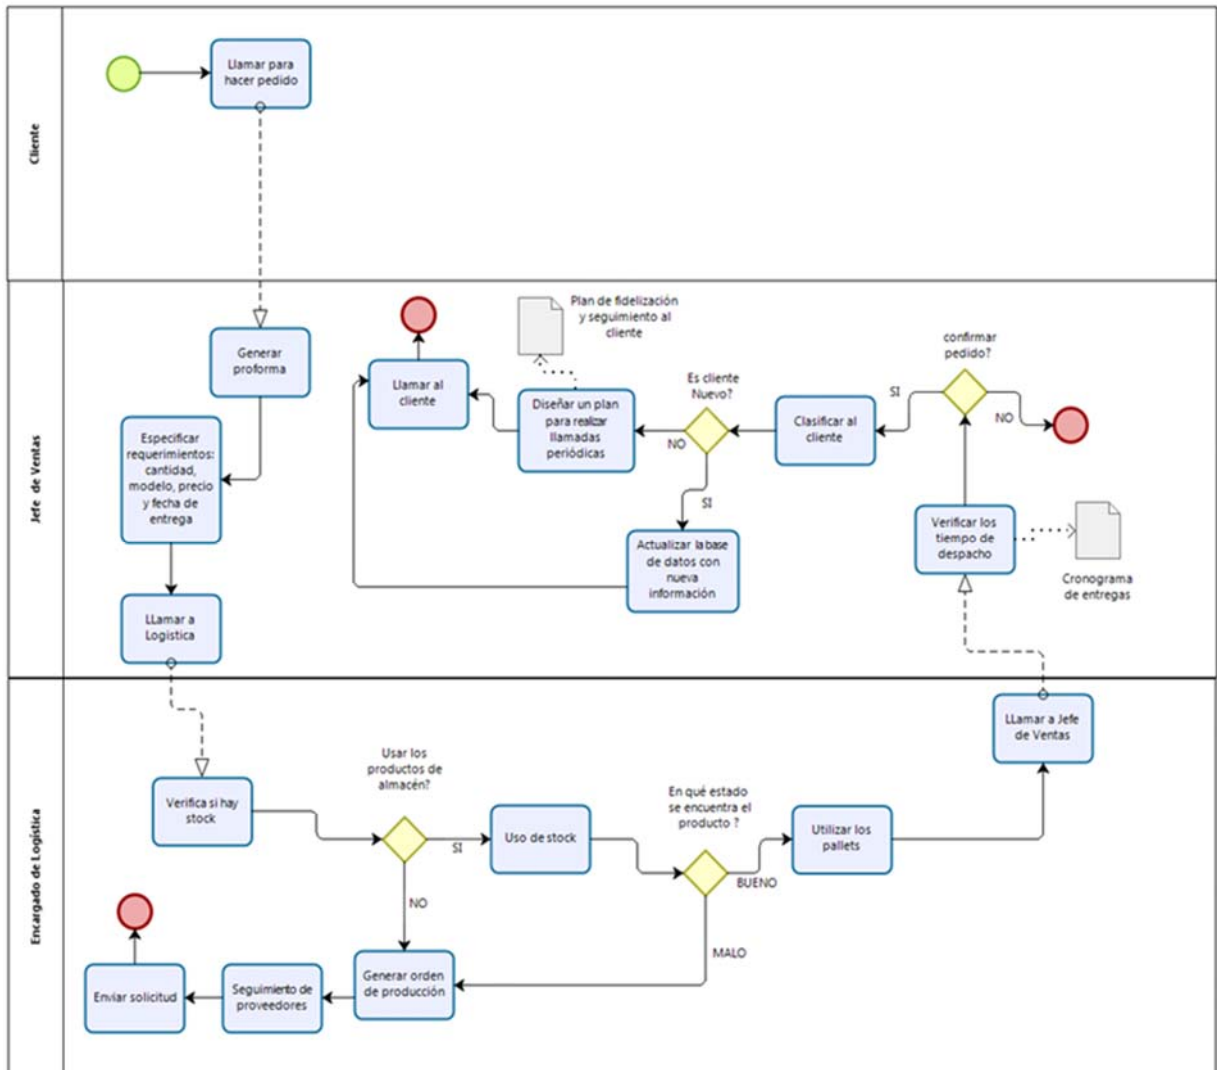 Cliente
Llamar para
hacer pedido
Jefe de Ventas
Generar
proforma
Especificar
requerimientos:
cantidad,
modelo, precio
y fecha de
entrega
LLamar a
Logística
Llamar al
cliente
Plan de fidelización
y seguimiento al
cliente
Diseñar un plan
para realizar
llamadas
periódicas
Es cliente
Nuevo?
NO
SI
Actualizar la base
de datos con
nueva
información
Clasificar al
cliente
SI
confirmar
pedido?
NO
Verificar los
tiempo de
despacho
Cronograma
de entregas
Encargado de Logística
Verifica si hay
stock
Usar los
productos de
almacén?
SI
NO
Uso de stock
En qué estado
se encuentra el
producto ?
BUENO
MALO
Utilizar los
pallets
LLamar a Jefe
de Ventas
Generar orden
de producción
Seguimiento de
proveedores
Enviar solicitud